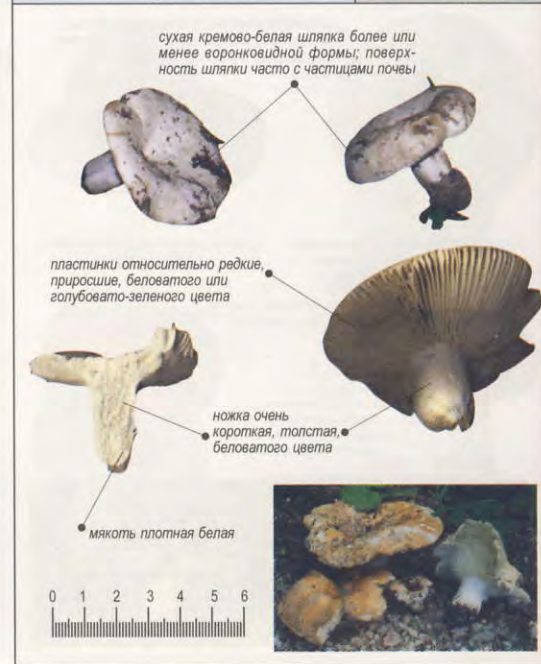 сухая кремово-белая шляпка более или
менее воронковидной формы; поверх-
ность шляпки часто с частицами почвы
пластинки относительно редкие,
приросшие, беловатого или
голубовато-зеленого цвета
ножка очень
короткая, толстая,
беловатого цвета
мякоть плотная белая
0 1 2 3 4 5 6